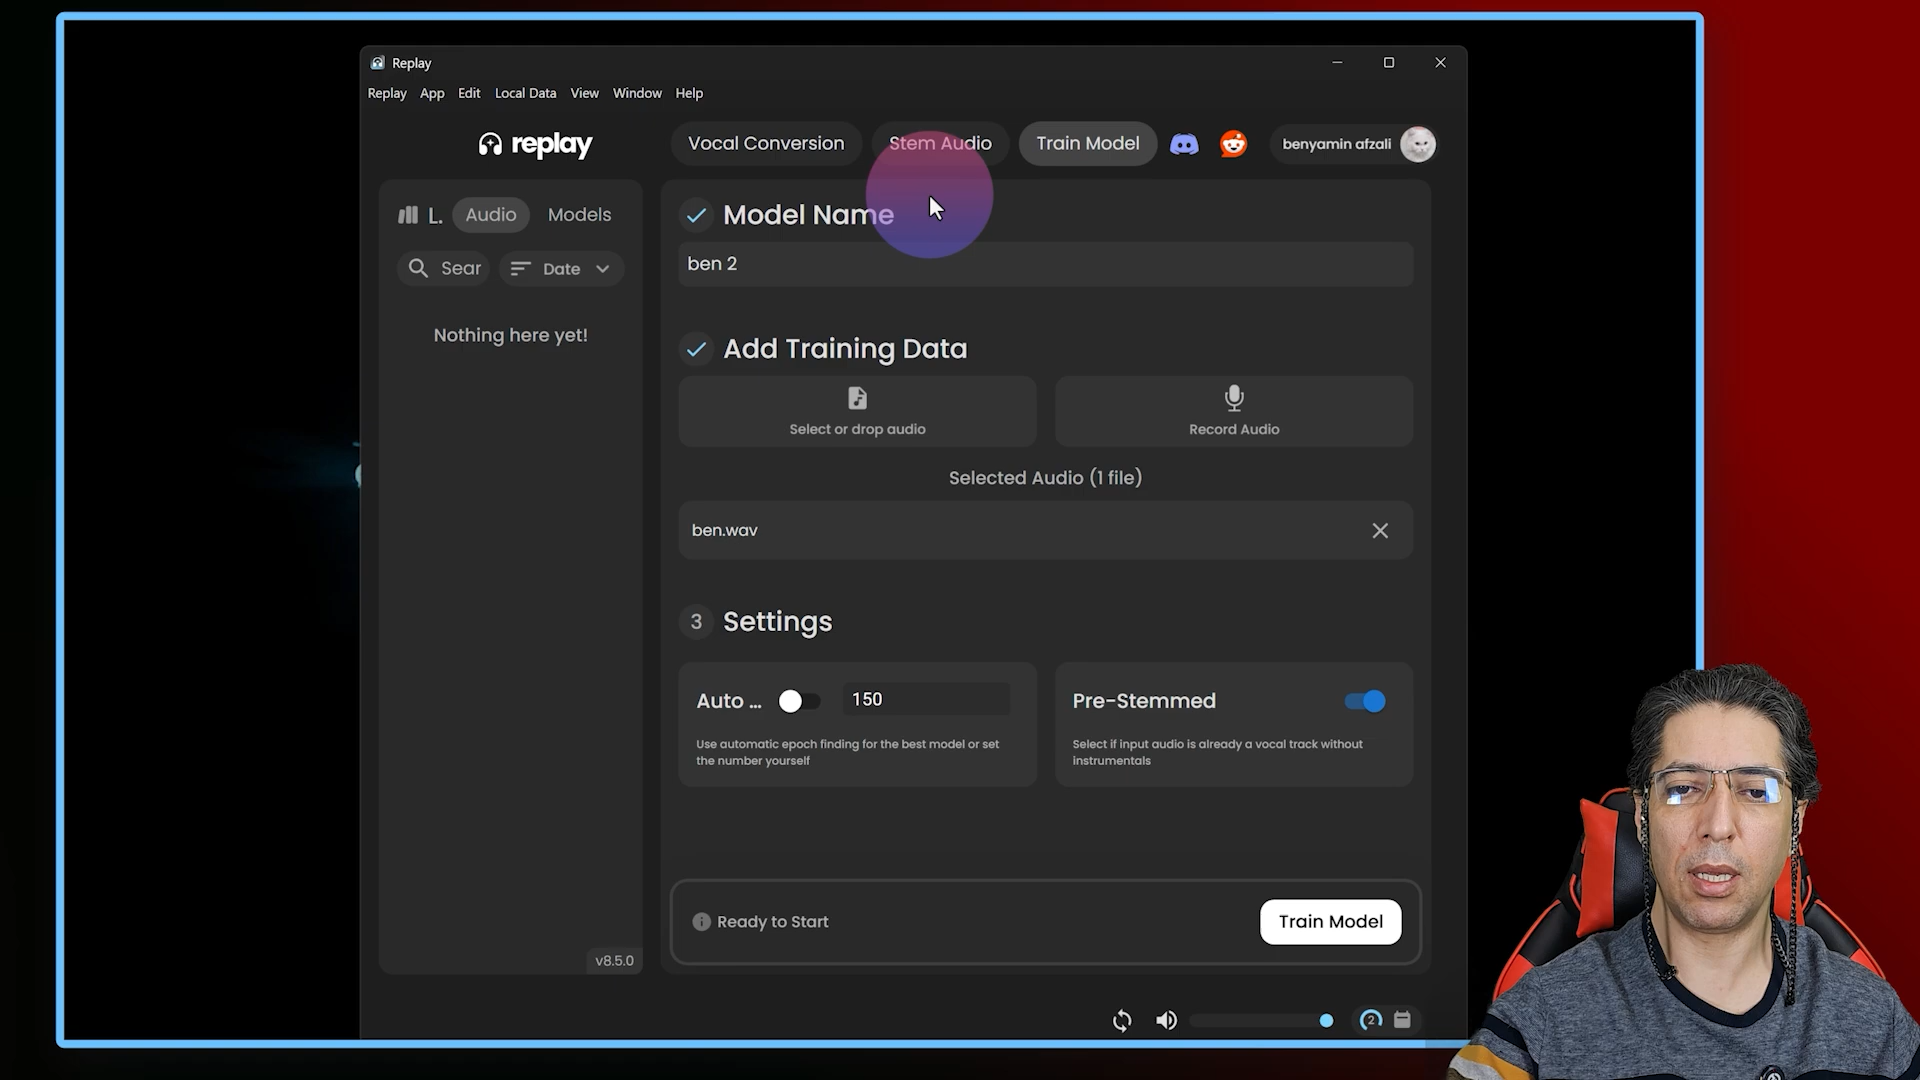 Replay
Replay App Edit Local Data View Window Help
replay
Vocal Conversion Stem Audio Train Model benyamin afzali
L. Audio Models
Sear Date
Nothing here yet!
Model Name
ben 2
Add Training Data
Select or drop audio Record Audio
Selected Audio (1 file)
ben.wav
3 Settings
Auto ... 150
Use automatic epoch finding for the best model or set
the number yourself
Pre-Stemmed
Select if input audio is already a vocal track without
instrumentals
Ready to Start Train Model
v8.5.0
2